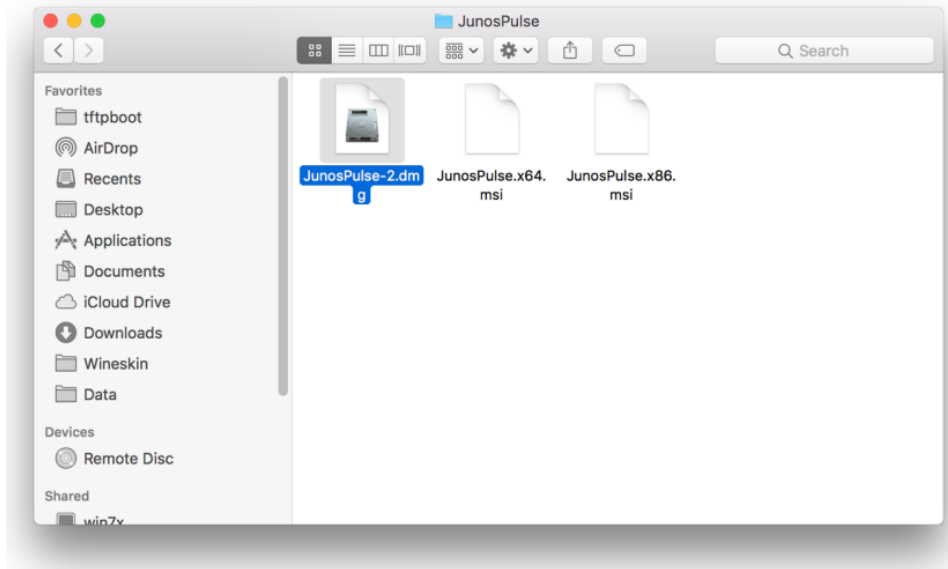 JunosPulse
Search
Favorites
tftpboot
AirDrop
Recents
Desktop
Applications
Documents
iCloud Drive
Downloads
Wineskin
Data
Devices
Remote Disc
Shared
win7x
JunosPulse-2.dm
g
JunosPulse.x64.
msi
JunosPulse.x86.
msi